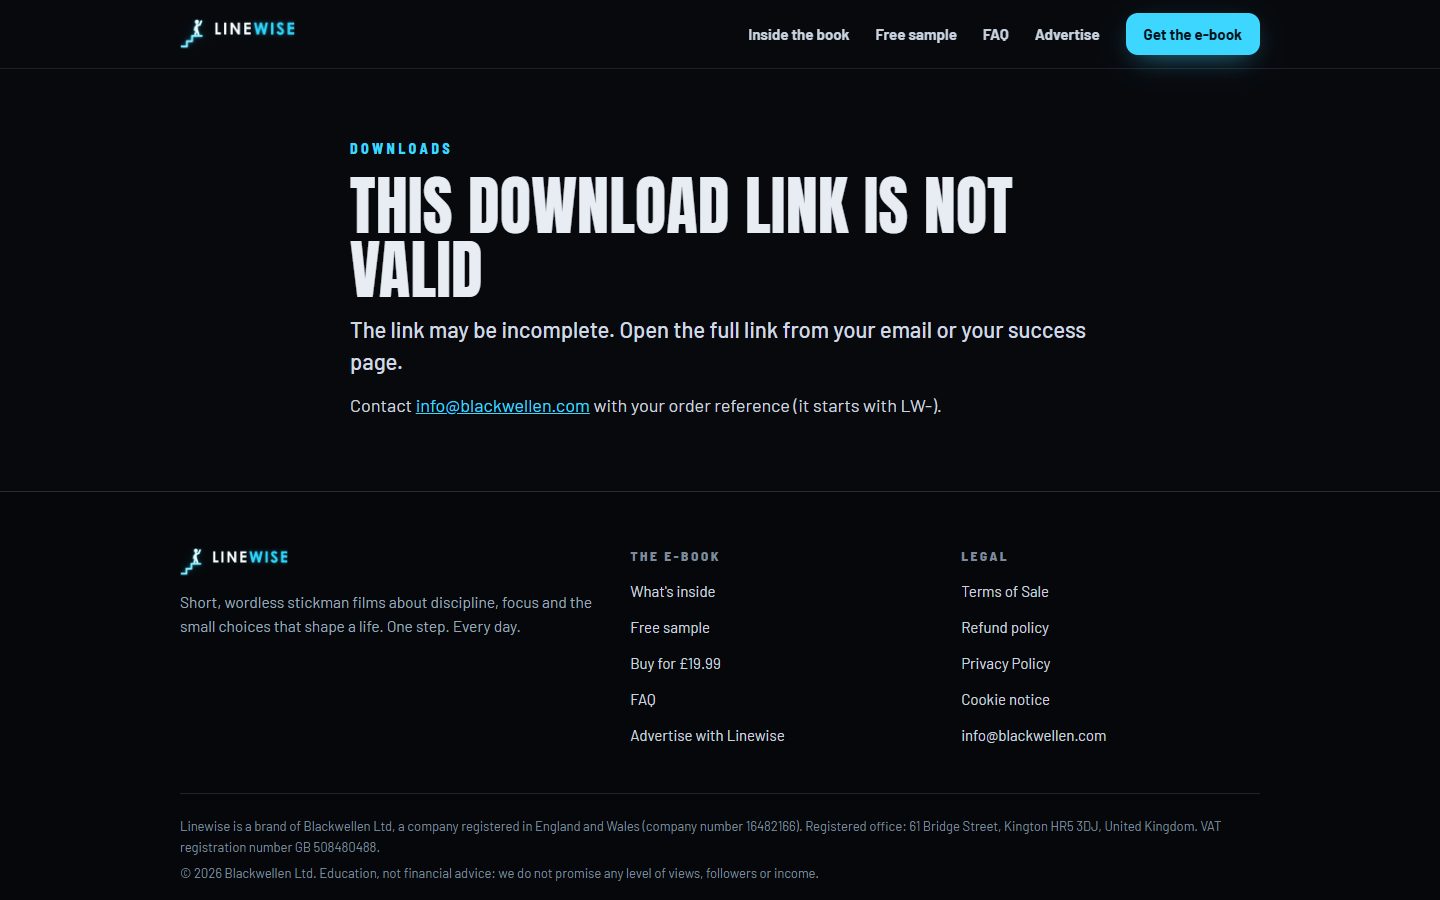 LINEWISE
Inside the book
Free sample
FAQ
Advertise
Get the e-book
DOWNLOADS
THIS DOWNLOAD LINK IS NOT
VALID
The link may be incomplete. Open the full link from your email or your success
page.
Contact info@blackwellen.com with your order reference (it starts with LW-).
LINEWISE
Short, wordless stickman films about discipline, focus and the
small choices that shape a life. One step. Every day.
THE E-BOOK
What's inside
Free sample
Buy for £19.99
FAQ
Advertise with Linewise
LEGAL
Terms of Sale
Refund policy
Privacy Policy
Cookie notice
info@blackwellen.com
Linewise is a brand of Blackwellen Ltd, a company registered in England and Wales (company number 16482166). Registered office: 61 Bridge Street, Kington HR5 3DJ, United Kingdom. VAT
registration number GB 508480488.
© 2026 Blackwellen Ltd. Education, not financial advice: we do not promise any level of views, followers or income.